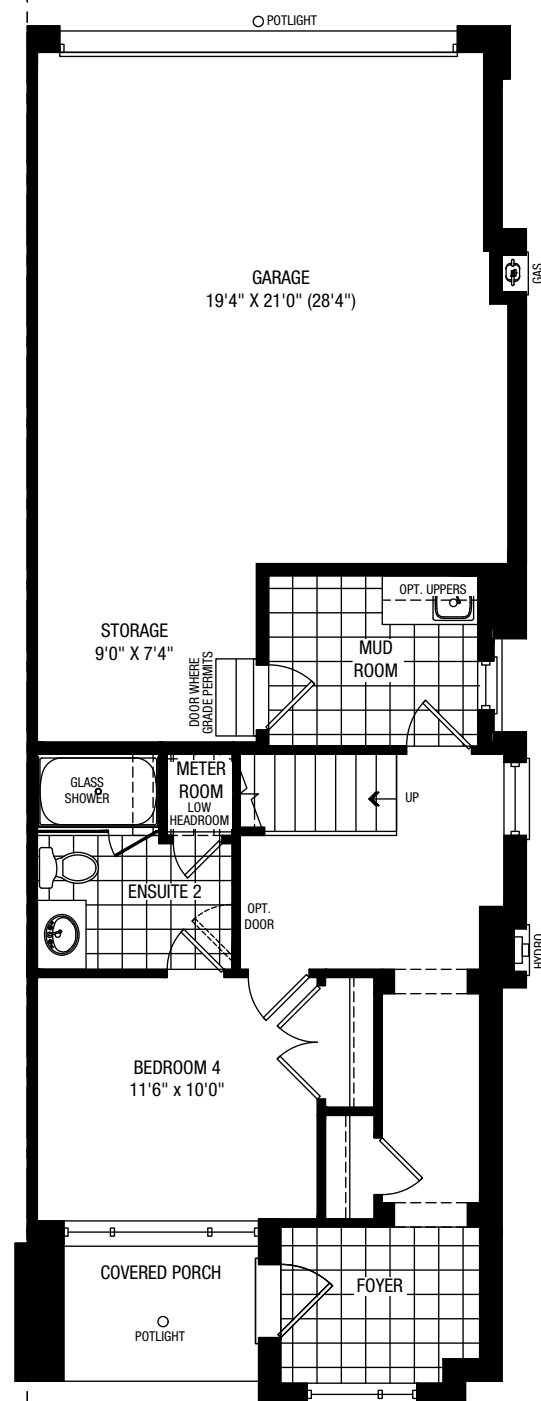 POTLIGHT
GARAGE
19'4" X 21'0" (28'4")
GAS
OPT. UPPERS
STORAGE
9'0" X 7'4"
MUD
ROOM
DOOR WHERE
GRADE PERMITS
GLASS
SHOWER
METER
ROOM
LOW
HEADROOM
UP
ENSUITE 2
OPT.
DOOR
HYDRO
BEDROOM 4
11'6" x 10'0"
COVERED PORCH
FOYER
POTLIGHT